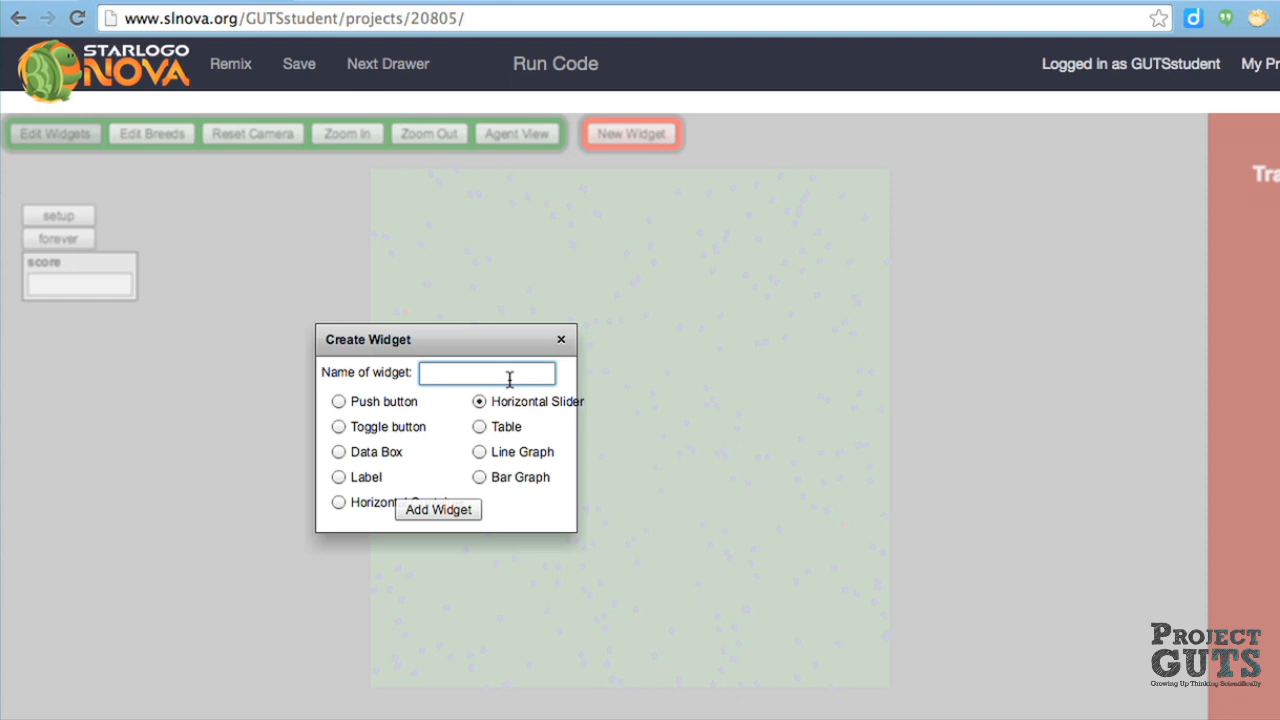 www.slnova.org/GUTSstudent/projects/20805/
STARLOGO
NOVA
Remix
Save
Next Drawer
Run Code
Logged in as GUTSstudent
My Pr
Edit Widgets
Edit Breeds
Reset Camera
Zoom In
Zoom Out
Agent View
New Widget
Tra
setup
forever
score
Create Widget
Name of widget:
Push button
Horizontal Slider
Toggle button
Table
Data Box
Line Graph
Label
Bar Graph
Add Widget
PROJECT
GUTS
Growing Up Thinking Scientifically